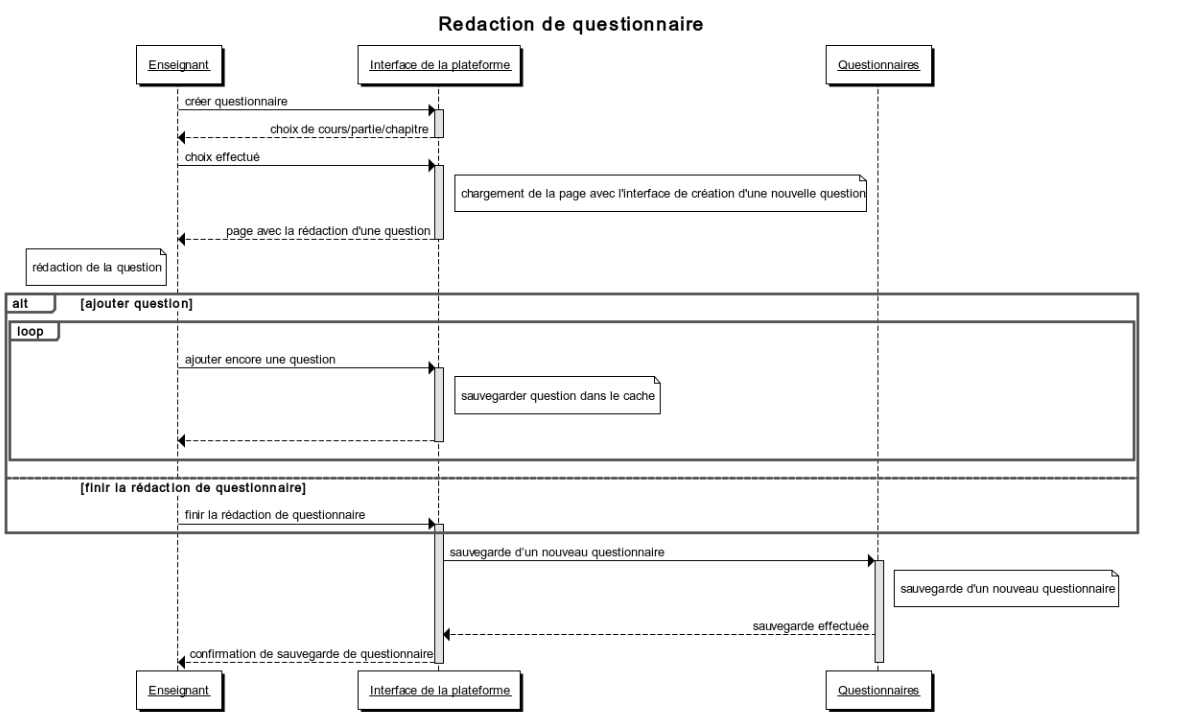 Redaction de questionnaire
Enseignant
Interface de la plateforme
Questionnaires
créer questionnaire
choix de cours/partie/chapitre
choix effectué
chargement de la page avec l'interface de création d'une nouvelle question
page avec la rédaction d'une question
rédaction de la question
alt
[ajouter question]
loop
ajouter encore une question
sauvegarder question dans le cache
[finir la rédaction de questionnaire]
finir la rédaction de questionnaire
sauvegarde d'un nouveau questionnaire
sauvegarde d'un nouveau questionnaire
sauvegarde effectuée
confirmation de sauvegarde de questionnaire
Enseignant
Interface de la plateforme
Questionnaires